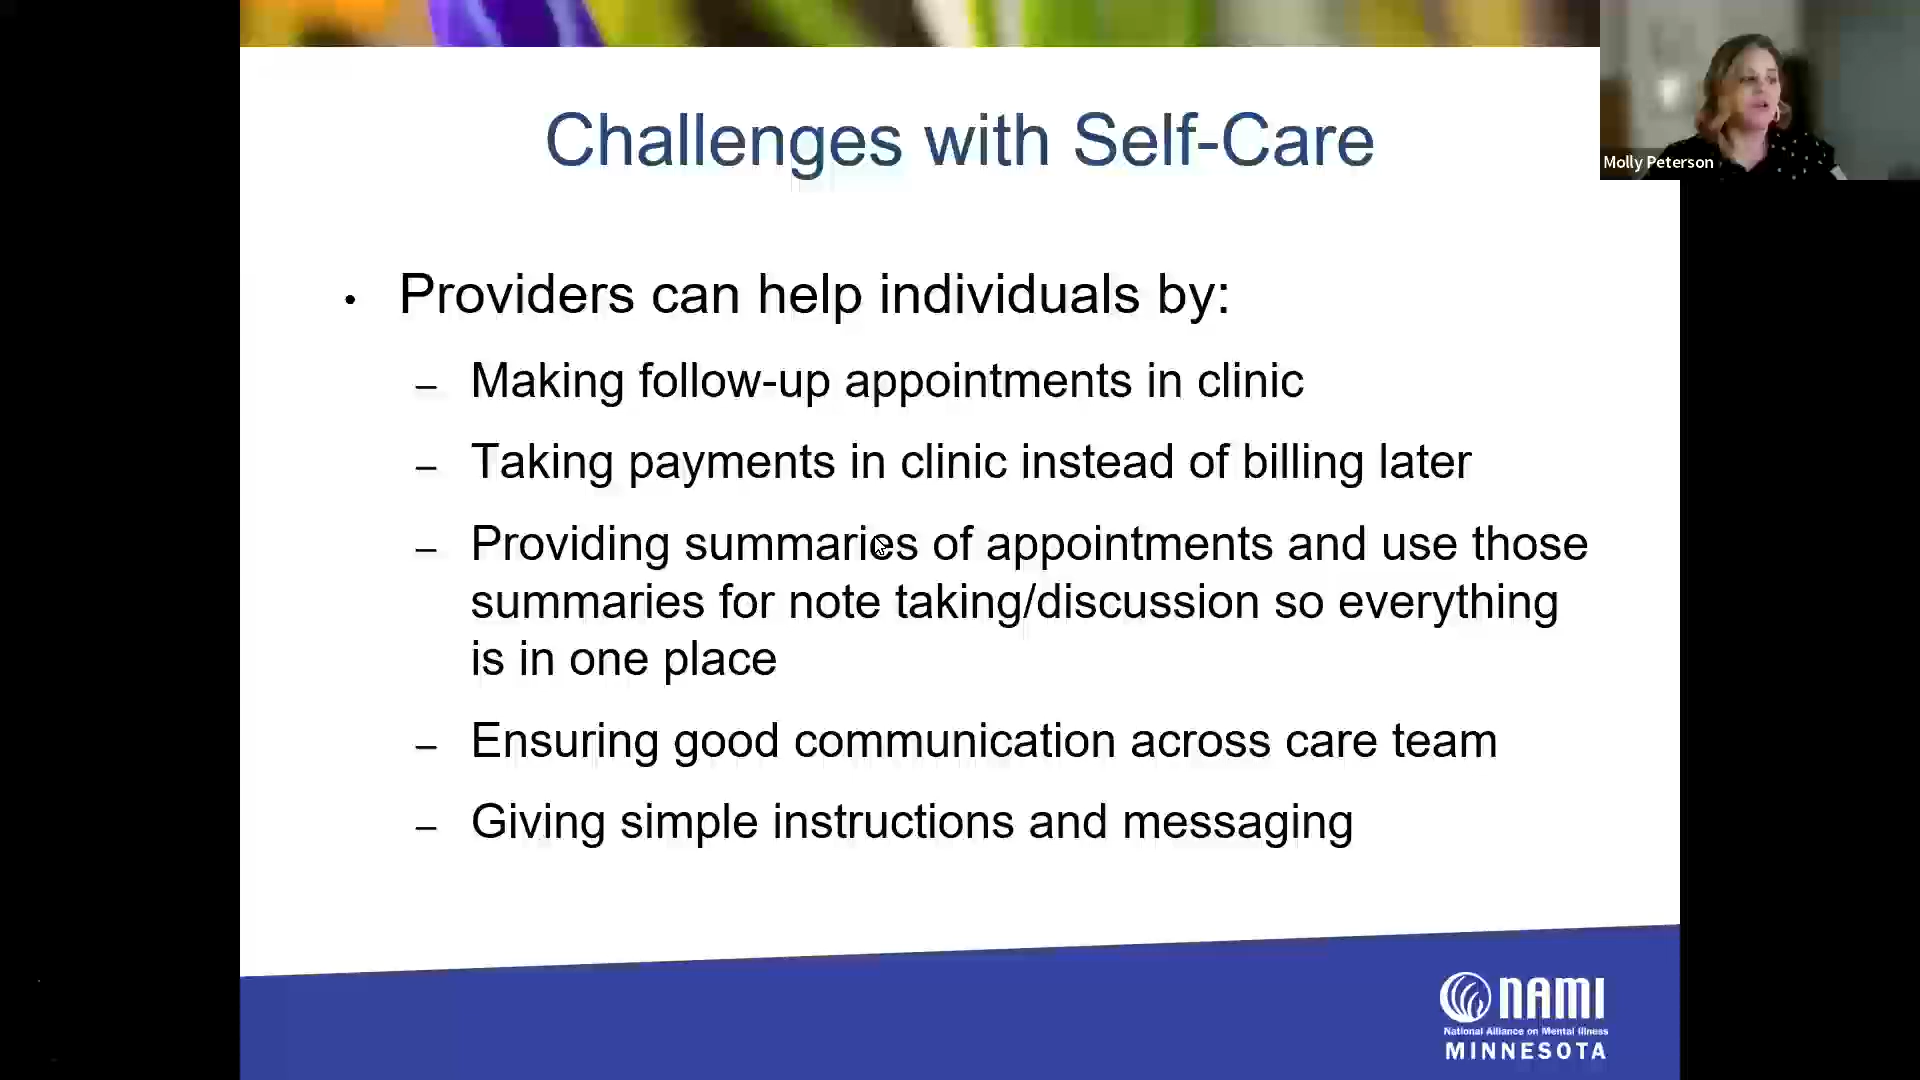 Challenges with Self-Care
Molly Peterson
• Providers can help individuals by:
– Making follow-up appointments in clinic
– Taking payments in clinic instead of billing later
– Providing summaries of appointments and use those
summaries for note taking/discussion so everything
is in one place
– Ensuring good communication across care team
– Giving simple instructions and messaging
NAMI
National Alliance on Mental Illness
MINNESOTA